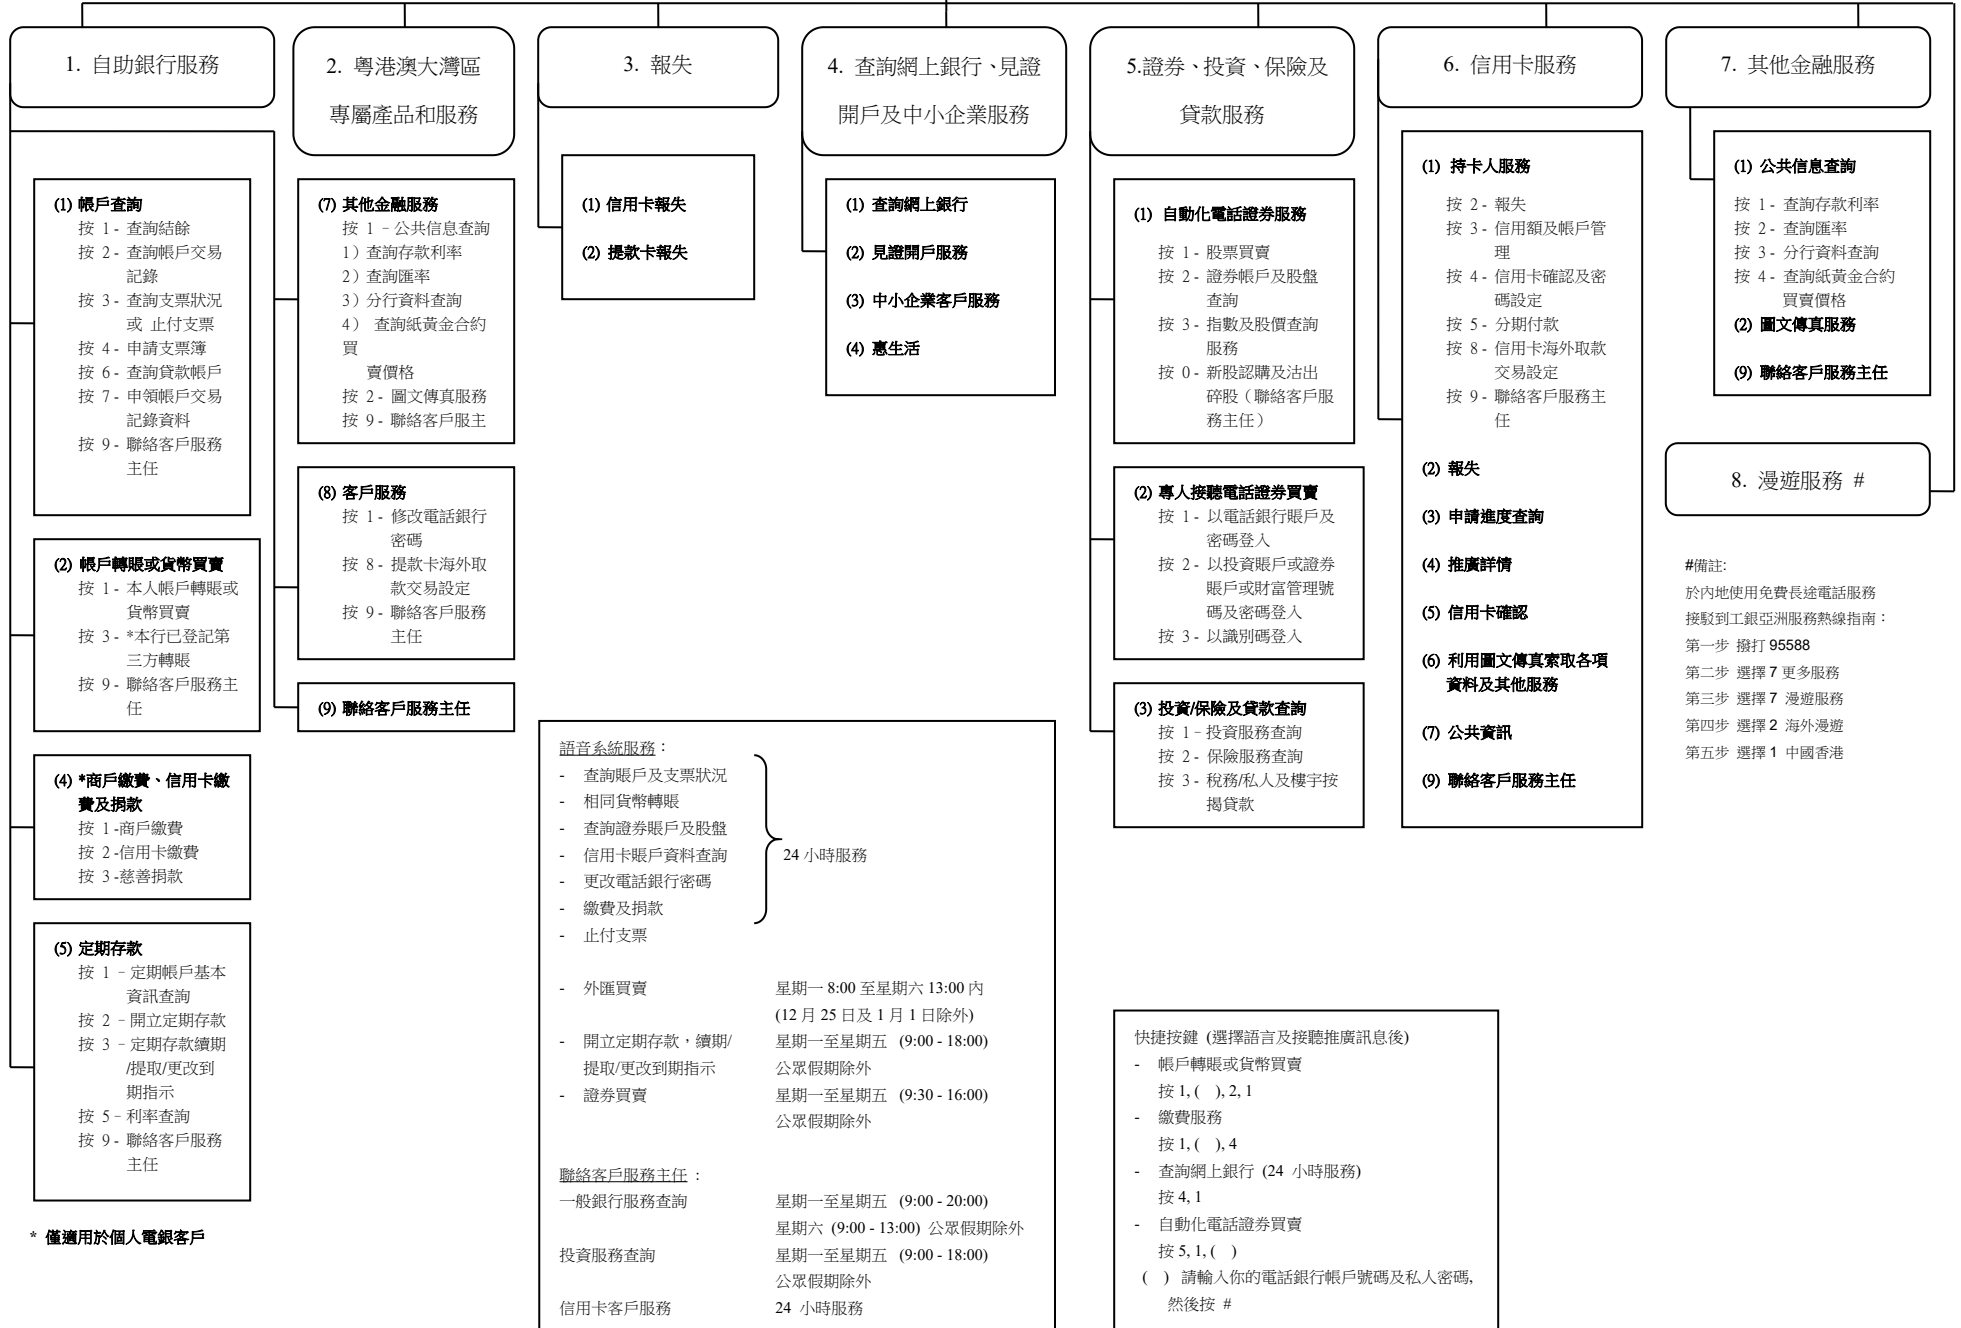 1. 自助銀行服務
2. 粵港澳大灣區
專屬產品和服務
3. 報失
4. 查詢網上銀行、見證
開戶及中小企業服務
5.證券、投資、保險及
貸款服務
6. 信用卡服務
7. 其他金融服務
(1) 帳戶查詢
按 1 - 查詢結餘
按 2 - 查詢帳戶交易
記錄
按 3 - 查詢支票狀況
或 止付支票
按 4 - 申請支票簿
按 6 - 查詢貸款帳戶
按 7 - 申領帳戶交易
記錄資料
按 9 - 聯絡客戶服務
主任
(2) 帳戶轉賬或貨幣買賣
按 1 - 本人帳戶轉賬或
貨幣買賣
按 3 - *本行已登記第
三方轉賬
按 9 - 聯絡客戶服務主
任
(4) *商戶繳費、信用卡繳
費及捐款
按 1 -商戶繳費
按 2 -信用卡繳費
按 3 -慈善捐款
(5) 定期存款
按 1 – 定期帳戶基本
資訊查詢
按 2 – 開立定期存款
按 3 – 定期存款續期
/提取/更改到
期指示
按 5 – 利率查詢
按 9 - 聯絡客戶服務
主任
* 僅適用於個人電銀客戶
(7) 其他金融服務
按 1 – 公共信息查詢
1）查詢存款利率
2）查詢匯率
3）分行資料查詢
4） 查詢紙黃金合約
買
賣價格
按 2 - 圖文傳真服務
按 9 - 聯絡客戶服主
(8) 客戶服務
按 1 - 修改電話銀行
密碼
按 8 - 提款卡海外取
款交易設定
按 9 - 聯絡客戶服務
主任
(9) 聯絡客戶服務主任
(1) 信用卡報失
(2) 提款卡報失
(1) 查詢網上銀行
(2) 見證開戶服務
(3) 中小企業客戶服務
(4) 惠生活
(1) 自動化電話證券服務
按 1 - 股票買賣
按 2 - 證券帳戶及股盤
查詢
按 3 - 指數及股價查詢
服務
按 0 - 新股認購及沽出
碎股（聯絡客戶服
務主任）
(2) 專人接聽電話證券買賣
按 1 - 以電話銀行賬戶及
密碼登入
按 2 - 以投資賬戶或證券
賬戶或財富管理號
碼及密碼登入
按 3 - 以識別碼登入
(3) 投資/保險及貸款查詢
按 1 – 投資服務查詢
按 2 - 保險服務查詢
按 3 - 稅務/私人及樓宇按
揭貸款
(1) 持卡人服務
按 2 - 報失
按 3 - 信用額及帳戶管
理
按 4 - 信用卡確認及密
碼設定
按 5 - 分期付款
按 8 - 信用卡海外取款
交易設定
按 9 - 聯絡客戶服務主
任
(2) 報失
(3) 申請進度查詢
(4) 推廣詳情
(5) 信用卡確認
(6) 利用圖文傳真索取各項
資料及其他服務
(7) 公共資訊
(9) 聯絡客戶服務主任
(1) 公共信息查詢
按 1 - 查詢存款利率
按 2 - 查詢匯率
按 3 - 分行資料查詢
按 4 - 查詢紙黃金合約
買賣價格
(2) 圖文傳真服務
(9) 聯絡客戶服務主任
8. 漫遊服務 #
#備註:
於內地使用免費長途電話服務
接駁到工銀亞洲服務熱線指南：
第一步 撥打 95588
第二步 選擇 7 更多服務
第三步 選擇 7 漫遊服務
第四步 選擇 2 海外漫遊
第五步 選擇 1 中國香港
語音系統服務：
- 查詢賬戶及支票狀況
- 相同貨幣轉賬
- 查詢證券賬戶及股盤
- 信用卡賬戶資料查詢 24 小時服務
- 更改電話銀行密碼
- 繳費及捐款
- 止付支票
- 外匯買賣 星期一 8:00 至星期六 13:00 內
(12 月 25 日及 1 月 1 日除外)
- 開立定期存款，續期/ 星期一至星期五 (9:00 - 18:00)
提取/更改到期指示 公眾假期除外
- 證券買賣 星期一至星期五 (9:30 - 16:00)
公眾假期除外
聯絡客戶服務主任 :
一般銀行服務查詢 星期一至星期五 (9:00 - 20:00)
星期六 (9:00 - 13:00) 公眾假期除外
投資服務查詢 星期一至星期五 (9:00 - 18:00)
公眾假期除外
信用卡客戶服務 24 小時服務
快捷按鍵 (選擇語言及接聽推廣訊息後)
- 帳戶轉賬或貨幣買賣
按 1, ( ), 2, 1
- 繳費服務
按 1, ( ), 4
- 查詢網上銀行 (24 小時服務)
按 4, 1
- 自動化電話證券買賣
按 5, 1, ( )
( ) 請輸入你的電話銀行帳戶號碼及私人密碼,
然後按 #